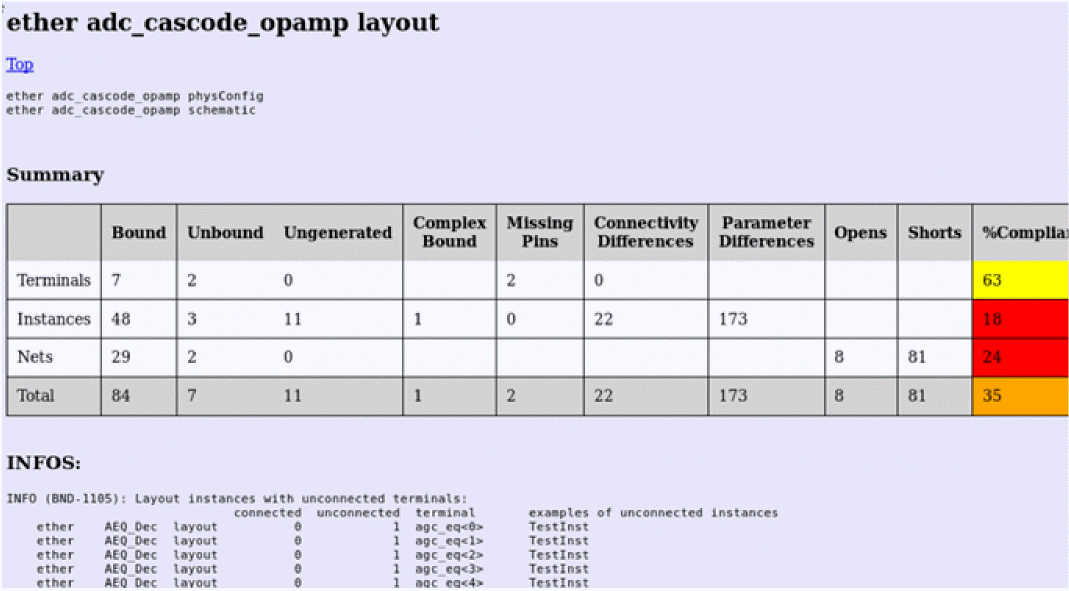 ether adc_cascode_opamp layout
Top
ether adc_cascode_opamp physConfig
ether adc_cascode_opamp schematic
Summary
Bound Unbound Ungenerated Complex Bound Missing Pins Connectivity Differences Parameter Differences Opens Shorts %Complia
Terminals 7 2 0 2 0 63
Instances 48 3 11 1 0 22 173 18
Nets 29 2 0 8 81 24
Total 84 7 11 1 2 22 173 8 81 35
INFOS:
INFO (BND-1105): Layout instances with unconnected terminals:
connected unconnected terminal examples of unconnected instances
ether AEQ_Dec layout 0 1 agc_eq<0> TestInst
ether AEQ_Dec layout 0 1 agc_eq<1> TestInst
ether AEQ_Dec layout 0 1 agc_eq<2> TestInst
ether AEQ_Dec layout 0 1 agc_eq<3> TestInst
ether AEQ_Dec layout 0 1 agc_eq<4> TestInst